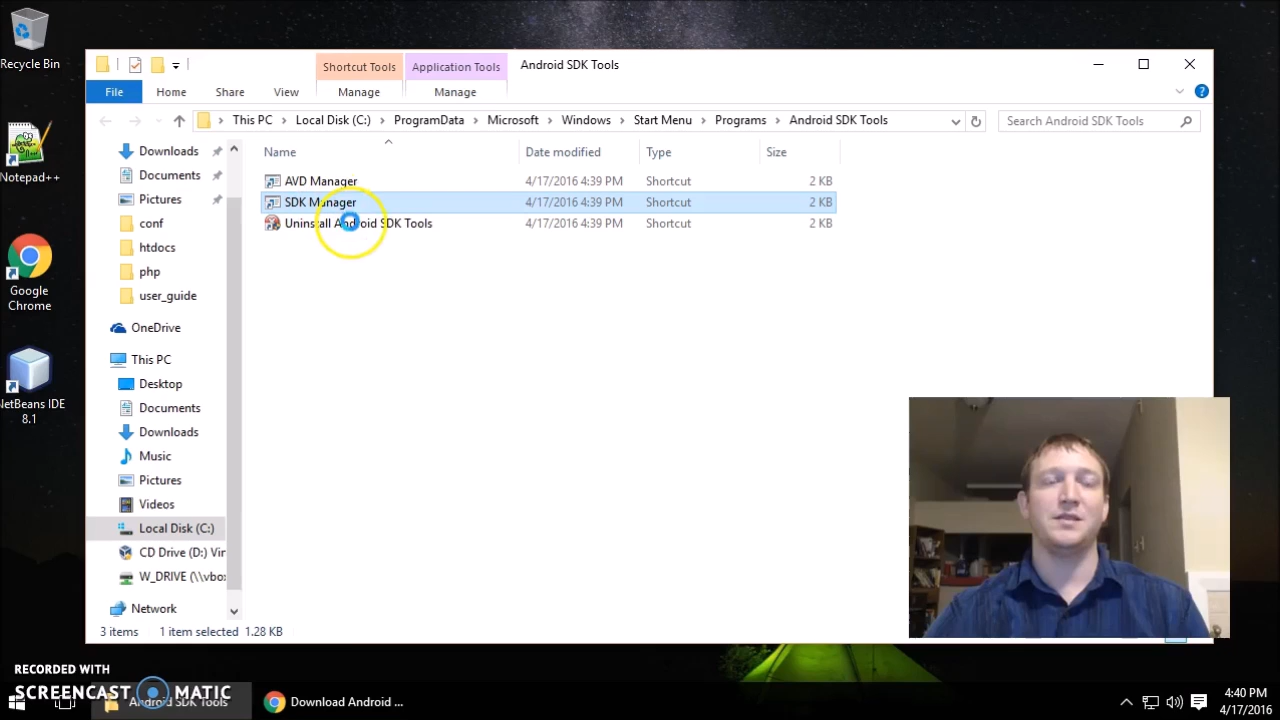 Recycle Bin
Notepad++
Google
Chrome
NetBeans IDE
8.1
Shortcut Tools
Application Tools
Android SDK Tools
File
Home
Share
View
Manage
Manage
This PC
Local Disk (C:)
ProgramData
Microsoft
Windows
Start Menu
Programs
Android SDK Tools
Search Android SDK Tools
Name
Date modified
Type
Size
AVD Manager 4/17/2016 4:39 PM Shortcut 2 KB
SDK Manager 4/17/2016 4:39 PM Shortcut 2 KB
Uninstall Android SDK Tools 4/17/2016 4:39 PM Shortcut 2 KB
Downloads
Documents
Pictures
conf
htdocs
php
user_guide
OneDrive
This PC
Desktop
Documents
Downloads
Music
Pictures
Videos
Local Disk (C:)
CD Drive (D:) Vir
W_DRIVE (\\vbo
Network
3 items 1 item selected 1.28 KB
RECORDED WITH
SCREENCAST MATIC
Android SDK Tools
Download Android ...
4:40 PM
4/17/2016